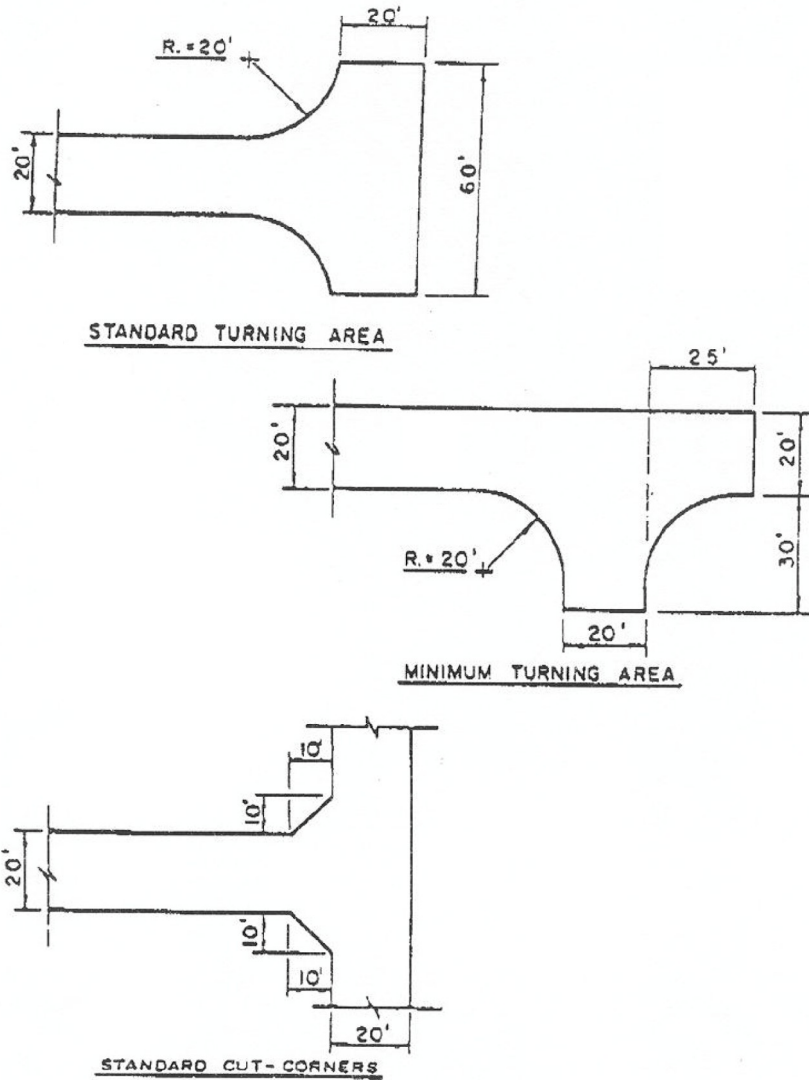 20'
R. = 20'
20'
60'
STANDARD TURNING AREA
25'
20'
20'
R. = 20'
30'
20'
MINIMUM TURNING AREA
10
10'
20'
10'
10'
20'
STANDARD CUT-CORNERS